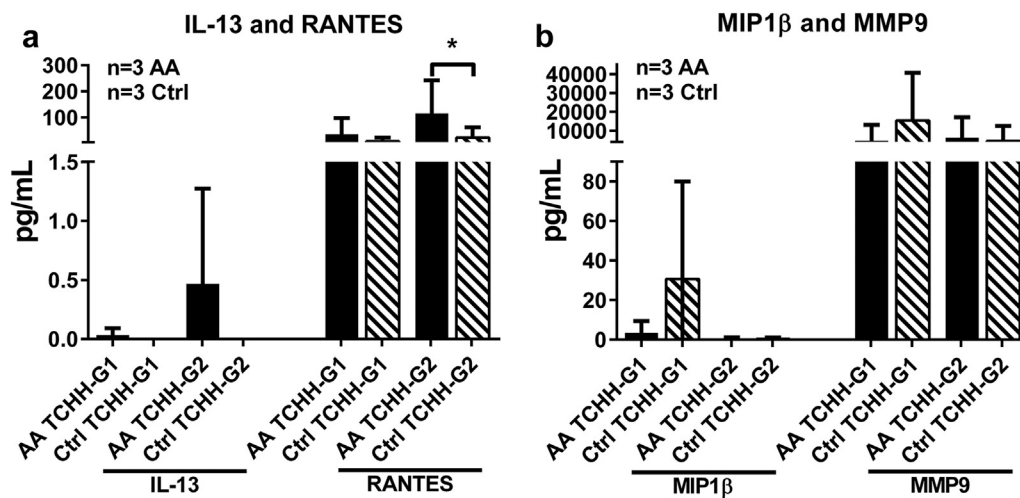 a
IL-13 and RANTES
n=3 AA
n=3 Ctrl
*
300
200
100
1.5
1.0
0.5
0.0
pg/mL
AA TCHH-G1
Ctrl TCHH-G1
AA TCHH-G2
Ctrl TCHH-G2
AA TCHH-G1
Ctrl TCHH-G1
AA TCHH-G2
Ctrl TCHH-G2
IL-13
RANTES
b
MIP1β and MMP9
n=3 AA
n=3 Ctrl
40000
30000
20000
10000
80
60
40
20
0
pg/mL
AA TCHH-G1
Ctrl TCHH-G1
AA TCHH-G2
Ctrl TCHH-G2
AA TCHH-G1
Ctrl TCHH-G1
AA TCHH-G2
Ctrl TCHH-G2
MIP1β
MMP9